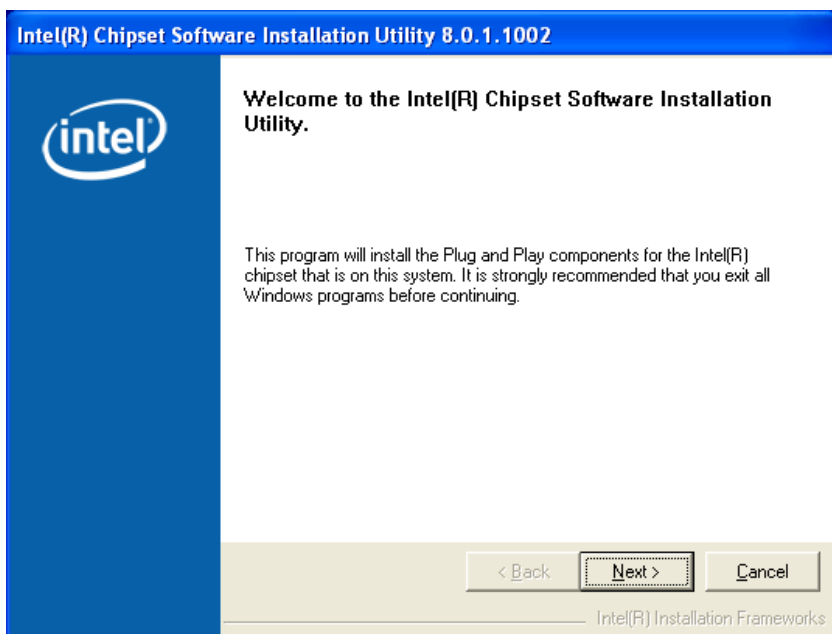 Intel(R) Chipset Software Installation Utility 8.0.1.1002
intel
Welcome to the Intel(R) Chipset Software Installation
Utility.
This program will install the Plug and Play components for the Intel(R)
chipset that is on this system. It is strongly recommended that you exit all
Windows programs before continuing.
< Back
Next >
Cancel
Intel(R) Installation Frameworks